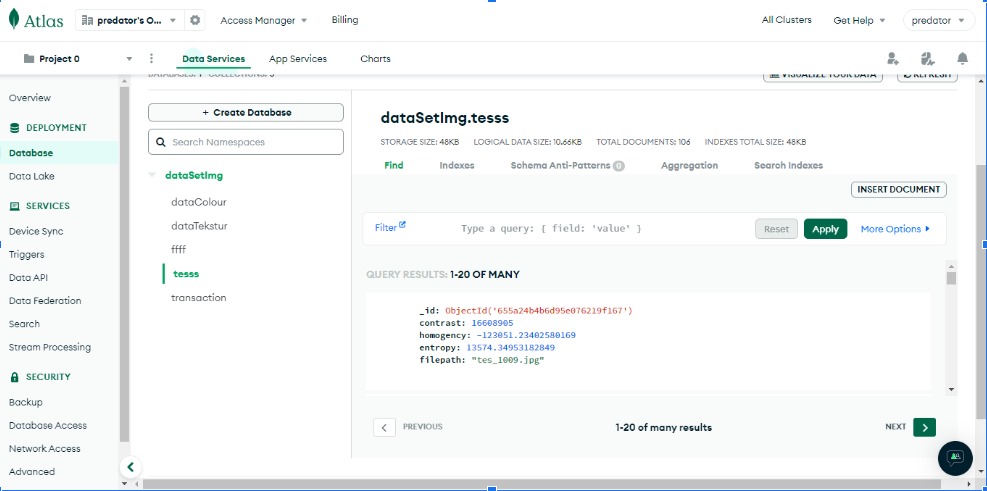 Atlas
predator's O...
Access Manager
Billing
All Clusters
Get Help
predator
Project 0
Data Services
App Services
Charts
DATABASES: 1 COLLECTIONS: 5
VISUALIZE YOUR DATA
REFRESH
Overview
DEPLOYMENT
Database
Data Lake
SERVICES
Device Sync
Triggers
Data API
Data Federation
Search
Stream Processing
SECURITY
Backup
Database Access
Network Access
Advanced
+ Create Database
Search Namespaces
dataSetImg
dataColour
dataTekstur
ffff
tesss
transaction
dataSetImg.tesss
STORAGE SIZE: 48KB LOGICAL DATA SIZE: 10.66KB TOTAL DOCUMENTS: 106 INDEXES TOTAL SIZE: 48KB
Find Indexes Schema Anti-Patterns 0 Aggregation Search Indexes
INSERT DOCUMENT
Filter Type a query: { field: 'value' } Reset Apply More Options
QUERY RESULTS: 1-20 OF MANY
_id: ObjectId('655a24b4b6d95e076219f167')
contrast: 16608905
homogency: -123051.23402580169
entropy: 13574.34953182849
filepath: "tes_1009.jpg"
PREVIOUS 1-20 of many results NEXT